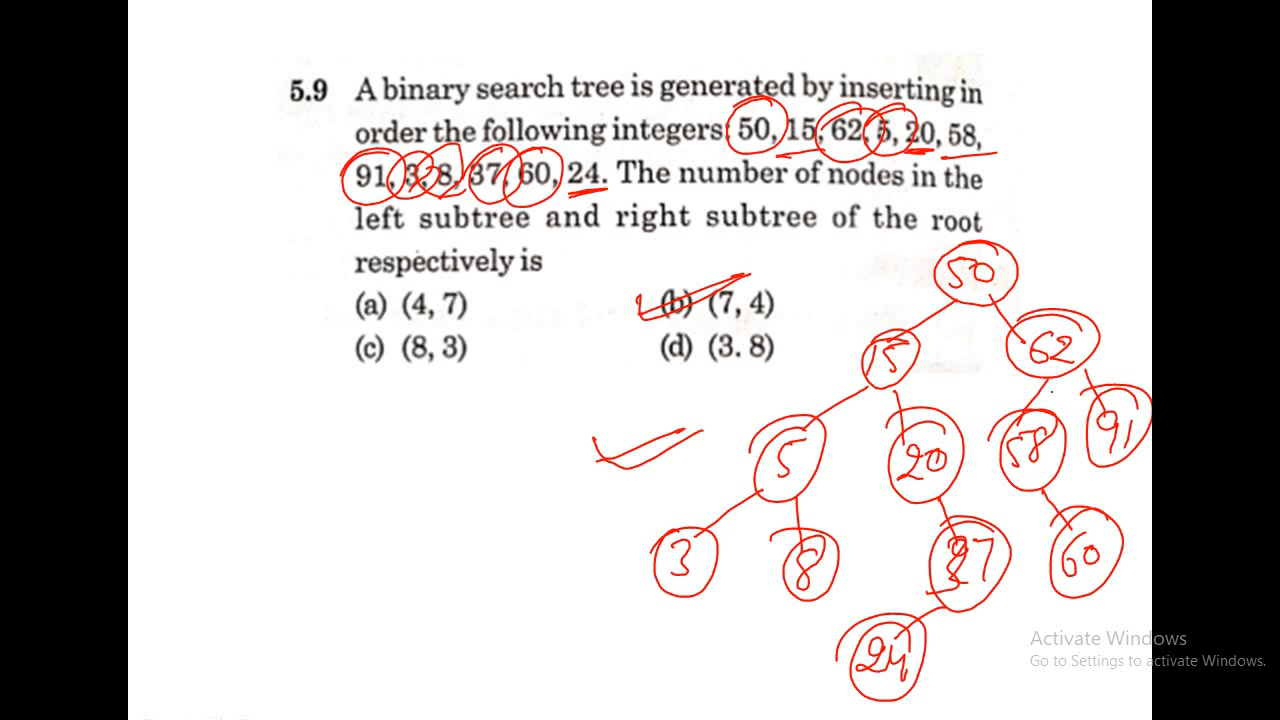 5.9 A binary search tree is generated by inserting in
order the following integers: 50, 15, 62, 5, 20, 58,
91, 3, 8, 37, 60, 24. The number of nodes in the
left subtree and right subtree of the root
respectively is
(a) (4, 7) (b) (7, 4)
(c) (8, 3) (d) (3. 8)
50
15 62
5 20 58 91
3 8 37 60
24
Activate Windows
Go to Settings to activate Windows.